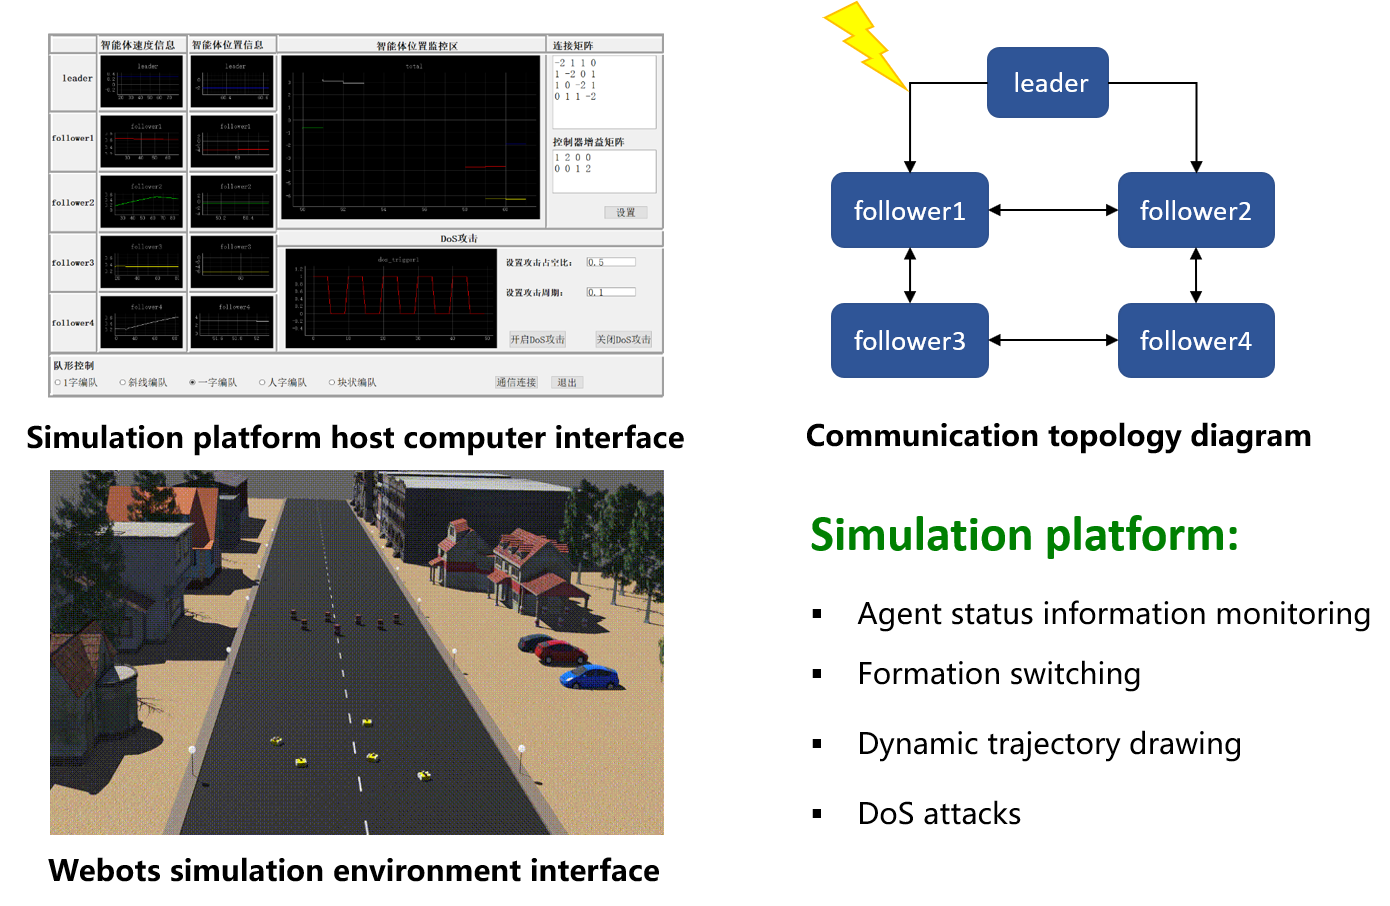 智能体速度信息
智能体位置信息
智能体位置监控区
连接矩阵
leader
leader
leader
total
-2 1 1 0
1 -2 0 1
1 0 -2 1
0 1 1 -2
follower1
follower1
follower1
控制器增益矩阵
1 2 0 0
0 0 1 2
follower2
follower2
follower2
设置
DoS攻击
follower3
follower3
follower3
dos_trigger1
设置攻击占空比：
0.5
设置攻击周期：
0.1
follower4
follower4
follower4
开启DoS攻击
关闭DoS攻击
队形控制
1字编队
斜线编队
一字编队
人字编队
块状编队
通信连接
退出
Simulation platform host computer interface
leader
follower1
follower2
follower3
follower4
Communication topology diagram
Webots simulation environment interface
Simulation platform:
▪ Agent status information monitoring
▪ Formation switching
▪ Dynamic trajectory drawing
▪ DoS attacks